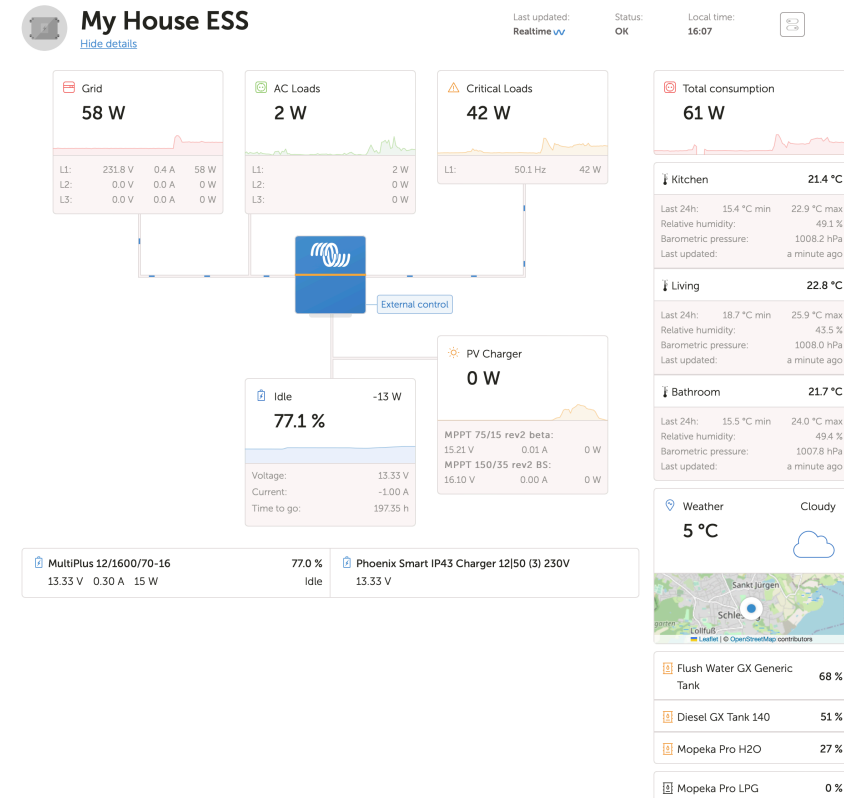 My House ESS
Hide details
Last updated:
Realtime
Status:
OK
Local time:
16:07
Grid
58 W
L1: 231.8 V 0.4 A 58 W
L2: 0.0 V 0.0 A 0 W
L3: 0.0 V 0.0 A 0 W
AC Loads
2 W
L1: 2 W
L2: 0 W
L3: 0 W
Critical Loads
42 W
L1: 50.1 Hz 42 W
External control
PV Charger
0 W
MPPT 75/15 rev2 beta:
15.21 V 0.01 A 0 W
MPPT 150/35 rev2 BS:
16.10 V 0.00 A 0 W
Idle -13 W
77.1 %
Voltage: 13.33 V
Current: -1.00 A
Time to go: 197.35 h
MultiPlus 12/1600/70-16 77.0 %
13.33 V 0.30 A 15 W Idle
Phoenix Smart IP43 Charger 12|50 (3) 230V
13.33 V
Total consumption
61 W
Kitchen 21.4 °C
Last 24h: 15.4 °C min 22.9 °C max
Relative humidity: 49.1 %
Barometric pressure: 1008.2 hPa
Last updated: a minute ago
Living 22.8 °C
Last 24h: 18.7 °C min 25.9 °C max
Relative humidity: 43.5 %
Barometric pressure: 1008.0 hPa
Last updated: a minute ago
Bathroom 21.7 °C
Last 24h: 15.5 °C min 24.0 °C max
Relative humidity: 49.4 %
Barometric pressure: 1007.8 hPa
Last updated: a minute ago
Weather Cloudy
5 °C
Sankt Jürgen
Schle
garten
Lollfuß
Leaflet | © OpenStreetMap contributors
Flush Water GX Generic
Tank 68 %
Diesel GX Tank 140 51 %
Mopeka Pro H2O 27 %
Mopeka Pro LPG 0 %